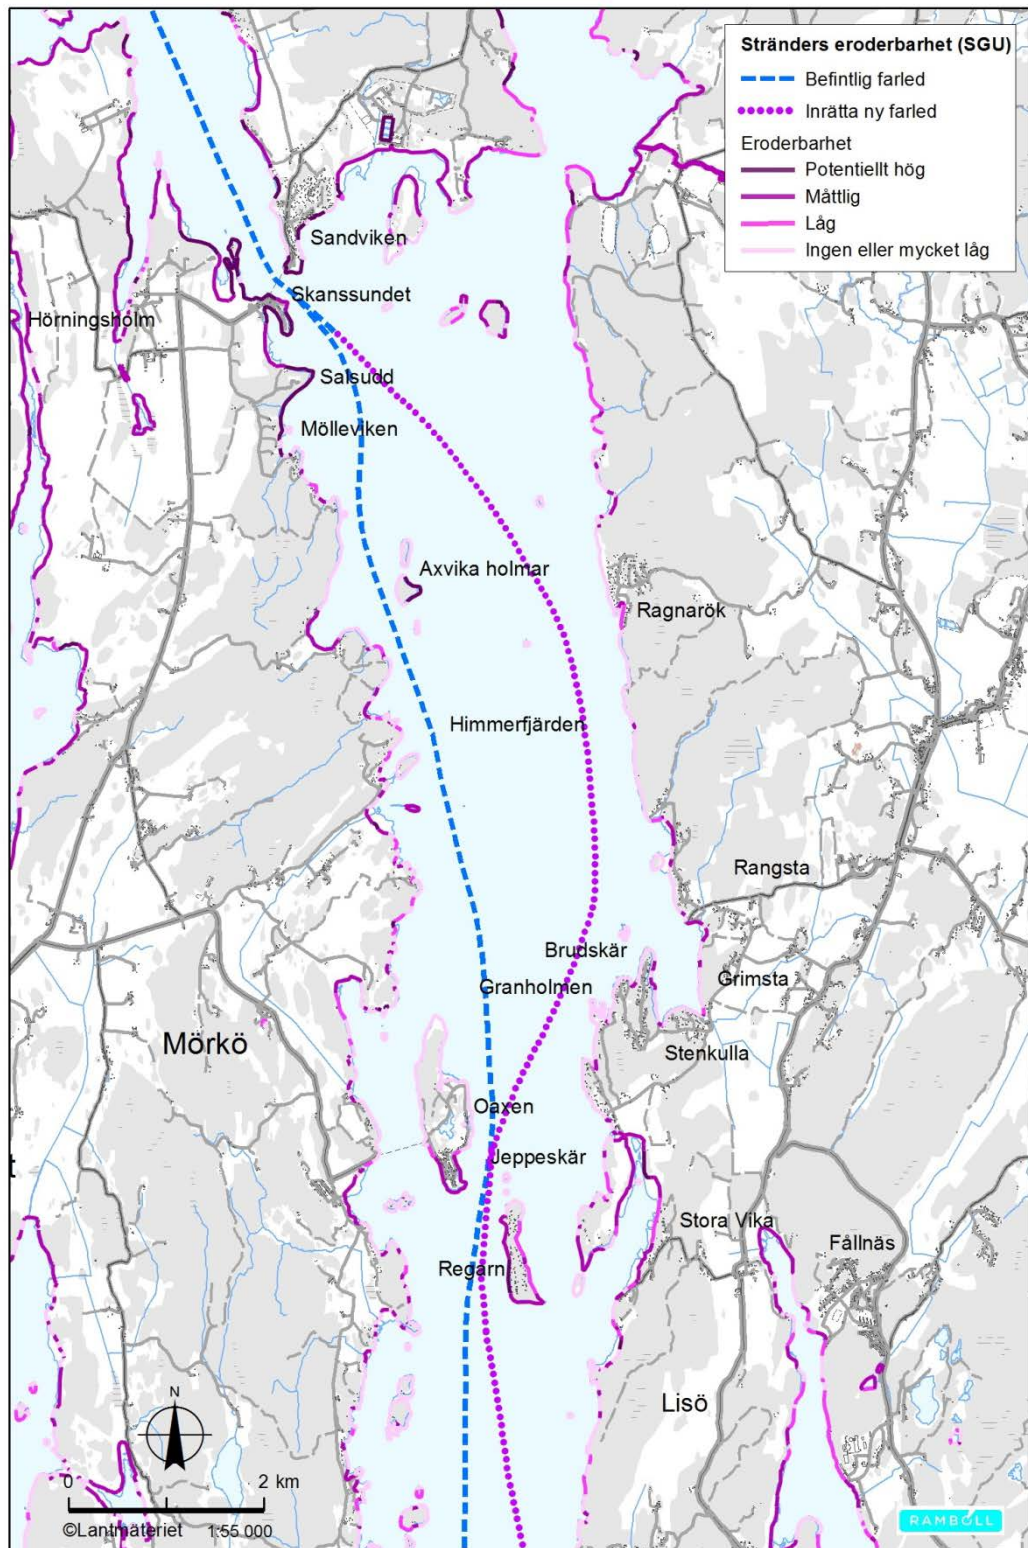 Stränders eroderbarhet (SGU)
Befintlig farled
Inrätta ny farled
Eroderbarhet
Potentiellt hög
Måttlig
Låg
Ingen eller mycket låg
Sandviken
Skanssundet
Hörningsholm
Salsudd
Mölleviken
Axvika holmar
Ragnarök
Himmerfjärden
Rangsta
Brudskär
Grimsta
Granholmen
Mörkö
Stenkulla
Oaxen
Jeppeskär
t
Stora Vika
Fållnäs
Regarn
Lisö
N
0 2 km
©Lantmäteriet 1:55 000
RAMBOLL